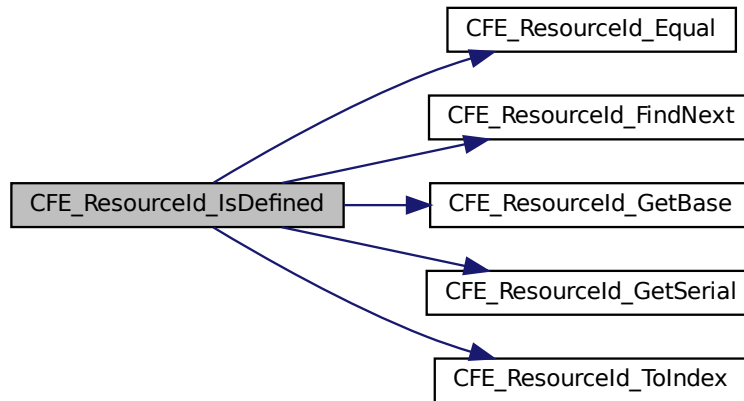 CFE_ResourceId_Equal
CFE_ResourceId_FindNext
CFE_ResourceId_IsDefined
CFE_ResourceId_GetBase
CFE_ResourceId_GetSerial
CFE_ResourceId_ToIndex